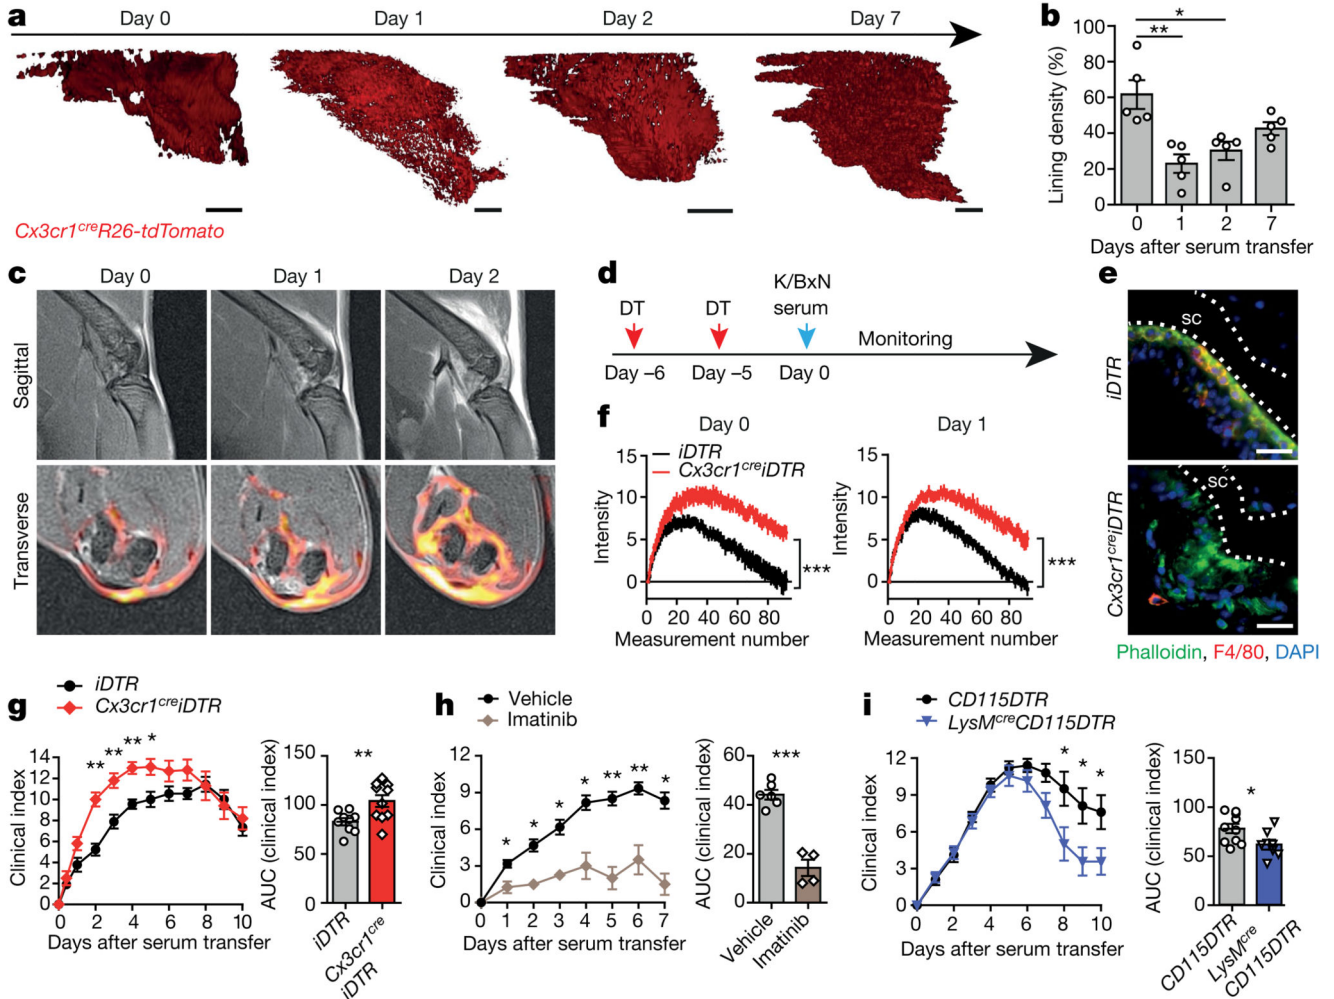 a
Day 0
Day 1
Day 2
Day 7
Cx3cr1creR26-tdTomato
b
Lining density (%)
100
80
60
40
20
0
*
**
0 1 2 7
Days after serum transfer
c
Day 0
Day 1
Day 2
Sagittal
Transverse
d
DT
DT
K/BxN
serum
Monitoring
Day –6
Day –5
Day 0
e
iDTR
SC
Cx3cr1creiDTR
SC
Phalloidin, F4/80, DAPI
f
Day 0
iDTR
Cx3cr1creiDTR
Intensity
15
10
5
0
***
0 20 40 60 80
Measurement number
Day 1
Intensity
15
10
5
0
***
0 20 40 60 80
Measurement number
g
iDTR
Cx3cr1creiDTR
Clinical index
14
12
10
8
6
4
2
0
** ** ** *
0 2 4 6 8 10
Days after serum transfer
AUC (clinical index)
150
100
50
0
**
iDTR
Cx3cr1cre
iDTR
h
Vehicle
Imatinib
Clinical index
12
9
6
3
0
* * * * ** ** *
0 1 2 3 4 5 6 7
Days after serum transfer
AUC (clinical index)
60
40
20
0
***
Vehicle
Imatinib
i
CD115DTR
LysMcreCD115DTR
Clinical index
12
9
6
3
0
* * *
0 2 4 6 8 10
Days after serum transfer
AUC (clinical index)
150
100
50
0
*
CD115DTR
LysMcre
CD115DTR